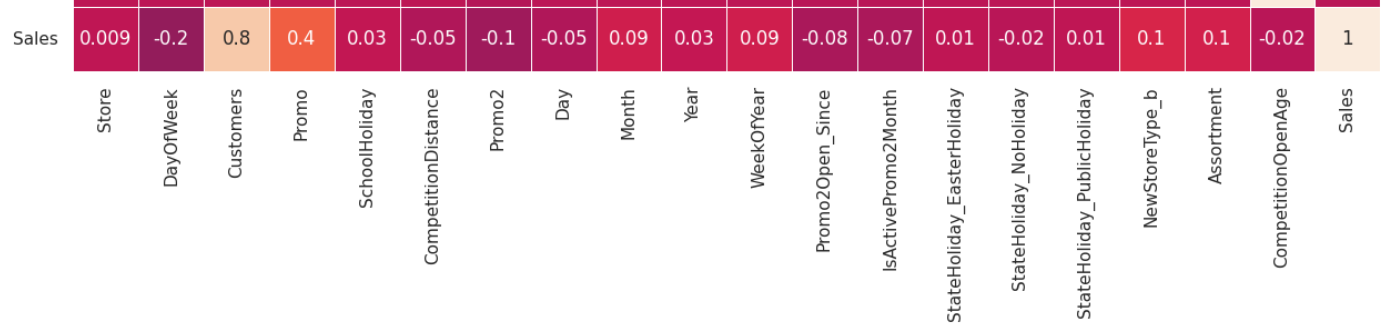 Sales 0.009 -0.2 0.8 0.4 0.03 -0.05 -0.1 -0.05 0.09 0.03 0.09 -0.08 -0.07 0.01 -0.02 0.01 0.1 0.1 -0.02 1
Store
DayOfWeek
Customers
Promo
SchoolHoliday
CompetitionDistance
Promo2
Day
Month
Year
WeekOfYear
Promo2Open_Since
IsActivePromo2Month
StateHoliday_EasterHoliday
StateHoliday_NoHoliday
StateHoliday_PublicHoliday
NewStoreType_b
Assortment
CompetitionOpenAge
Sales